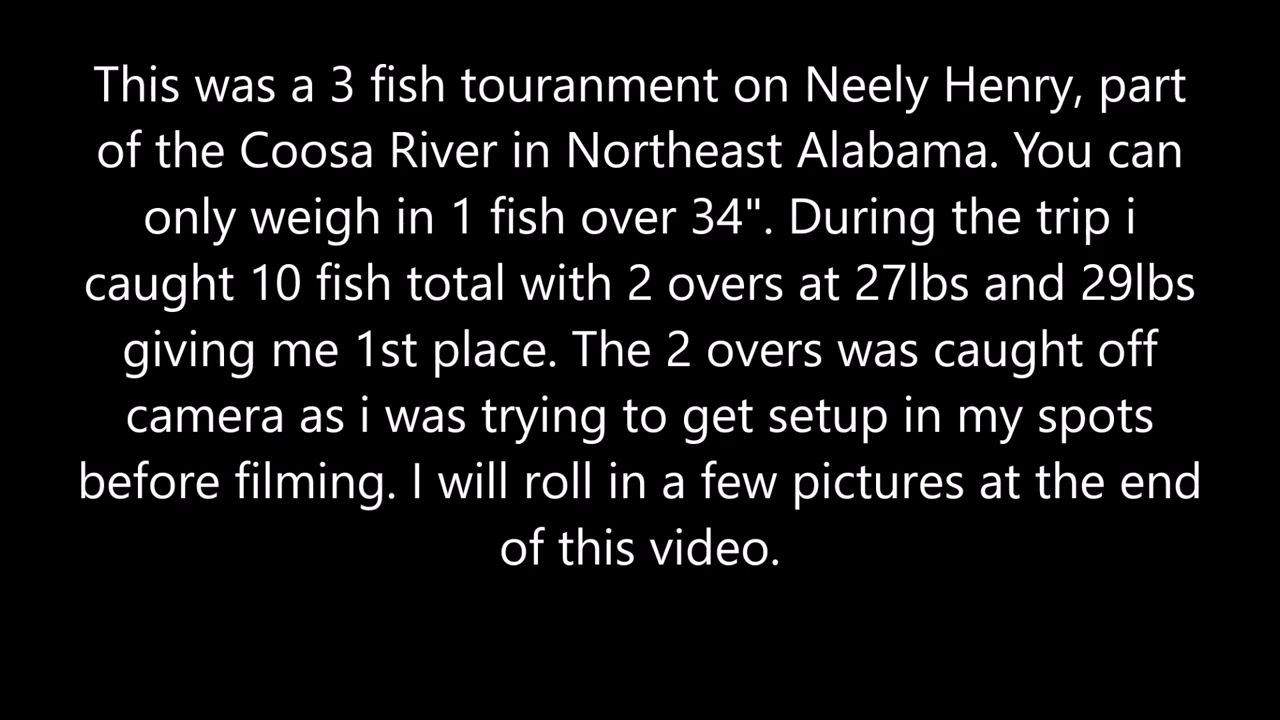 This was a 3 fish touranment on Neely Henry, part
of the Coosa River in Northeast Alabama. You can
only weigh in 1 fish over 34". During the trip i
caught 10 fish total with 2 overs at 27lbs and 29lbs
giving me 1st place. The 2 overs was caught off
camera as i was trying to get setup in my spots
before filming. I will roll in a few pictures at the end
of this video.